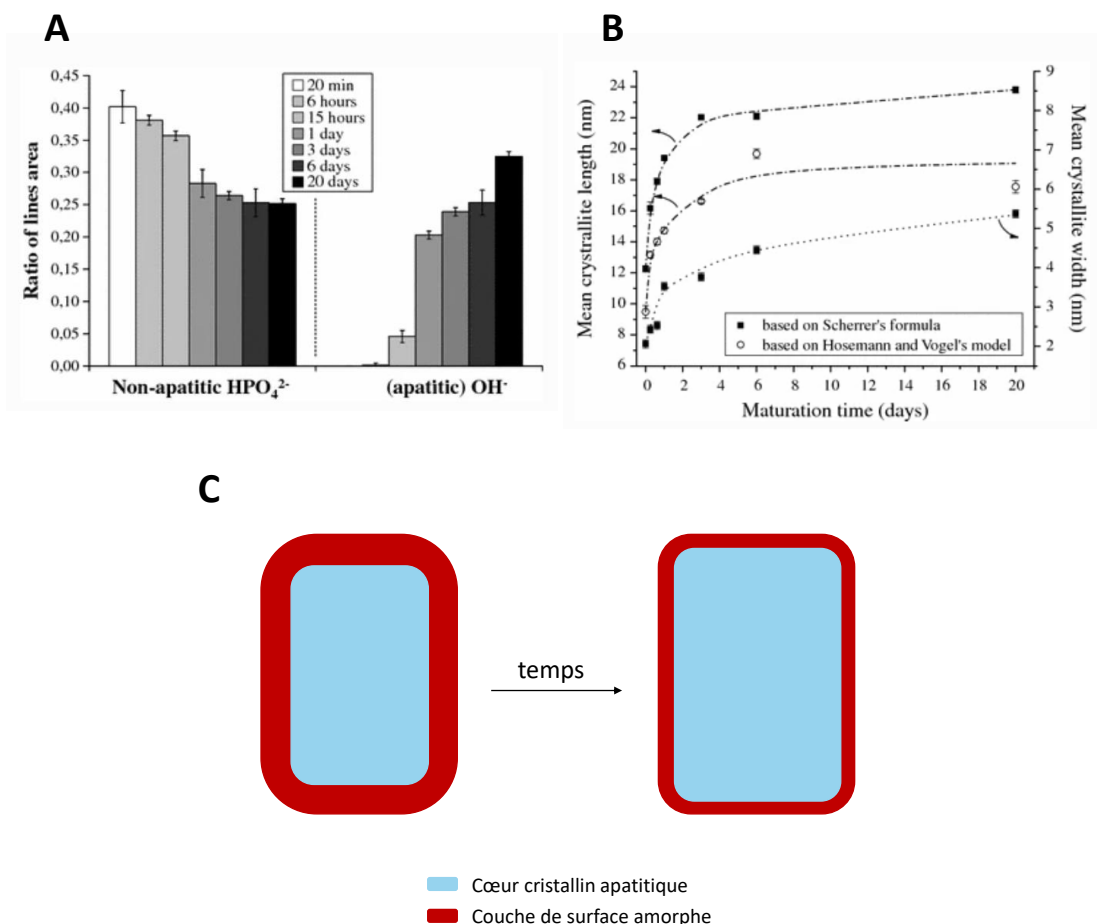 A
B
Ratio of lines area
0,45
0,40
0,35
0,30
0,25
0,20
0,15
0,10
0,05
0,00
20 min
6 hours
15 hours
1 day
3 days
6 days
20 days
Non-apatitic HPO₄²⁻
(apatitic) OH⁻
Mean crystrallite length (nm)
24
22
20
18
16
14
12
10
8
6
9
8
7
6
5
4
3
2
Mean crystallite width (nm)
based on Scherrer's formula
based on Hosemann and Vogel's model
0 2 4 6 8 10 12 14 16 18 20
Maturation time (days)
C
temps
Cœur cristallin apatitique
Couche de surface amorphe